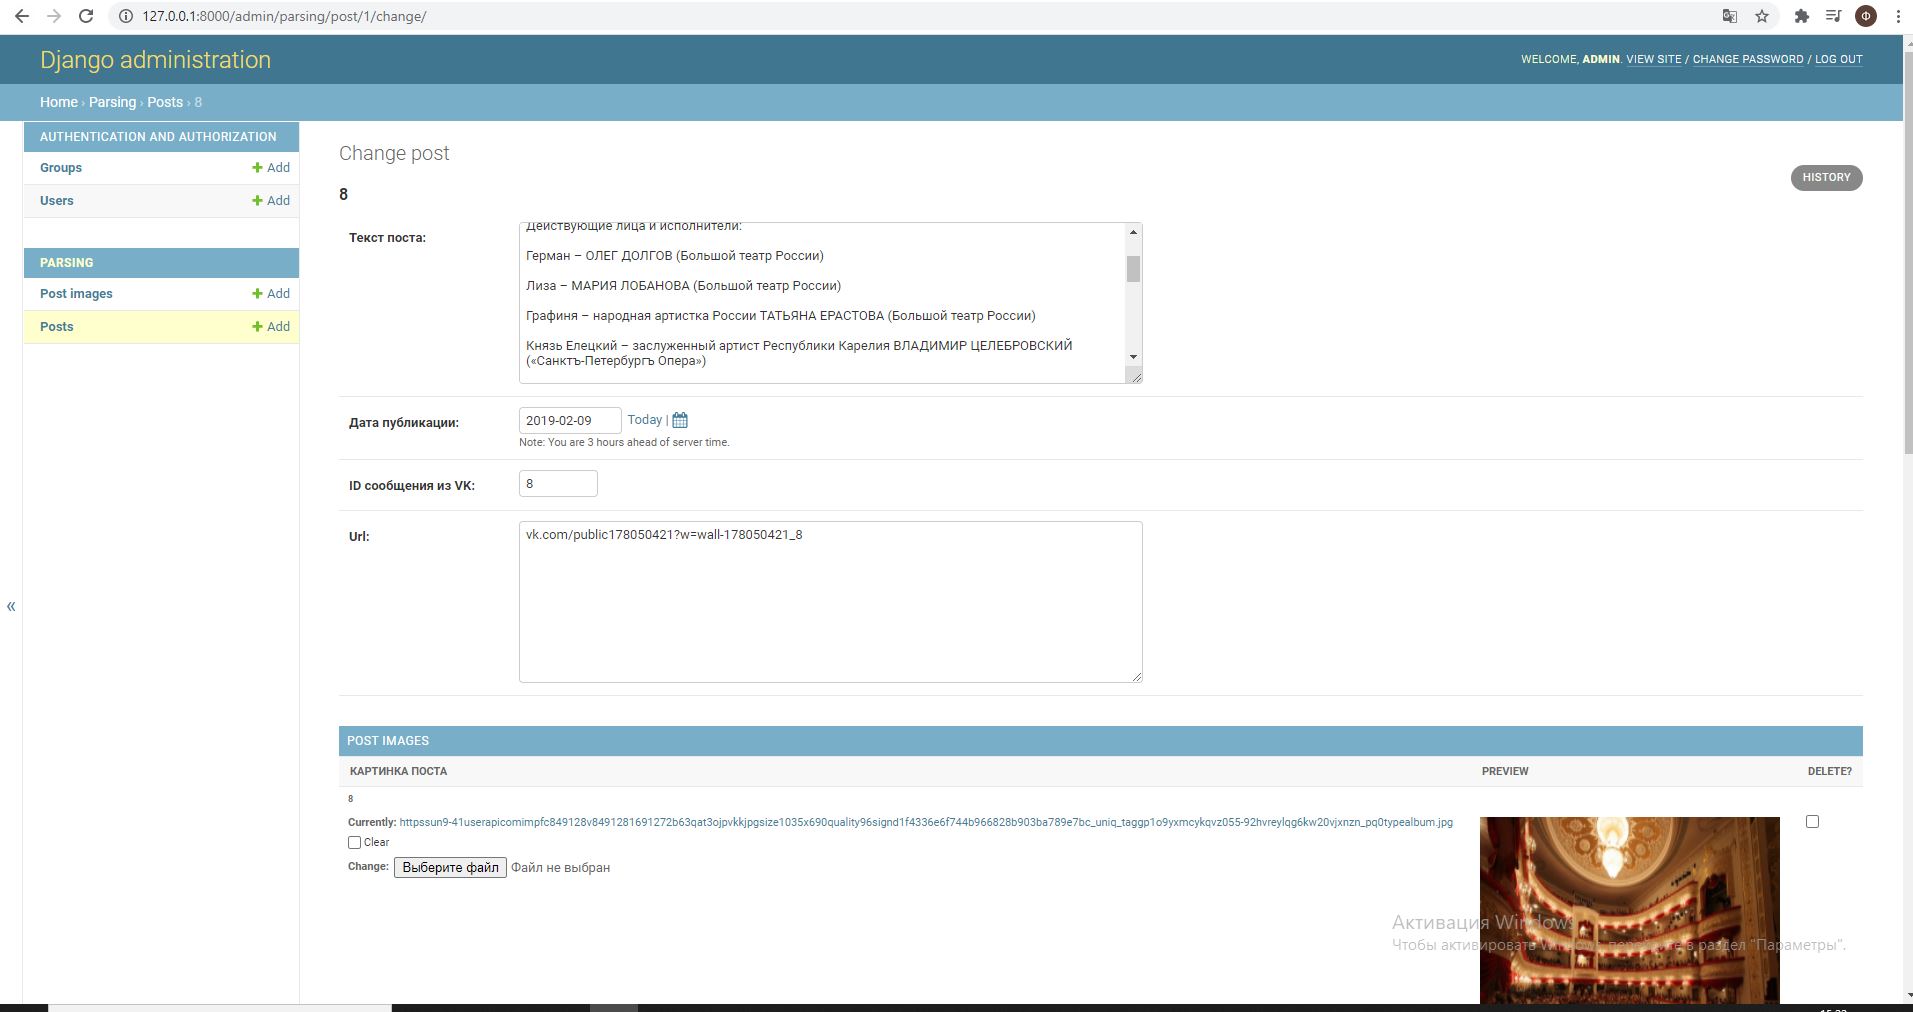 127.0.0.1:8000/admin/parsing/post/1/change/
Ф
Django administration
WELCOME, ADMIN. VIEW SITE / CHANGE PASSWORD / LOG OUT
Home › Parsing › Posts › 8
AUTHENTICATION AND AUTHORIZATION
Groups + Add
Users + Add
PARSING
Post images + Add
Posts + Add
«
Change post
HISTORY
8
Текст поста:
Действующие лица и исполнители:
Герман – ОЛЕГ ДОЛГОВ (Большой театр России)
Лиза – МАРИЯ ЛОБАНОВА (Большой театр России)
Графиня – народная артистка России ТАТЬЯНА ЕРАСТОВА (Большой театр России)
Князь Елецкий – заслуженный артист Республики Карелия ВЛАДИМИР ЦЕЛЕБРОВСКИЙ
(«Санктъ-Петербургъ Опера»)
Дата публикации: 2019-02-09 Today |
Note: You are 3 hours ahead of server time.
ID сообщения из VK: 8
Url: vk.com/public178050421?w=wall-178050421_8
POST IMAGES
КАРТИНКА ПОСТА PREVIEW DELETE?
8
Currently: httpssun9-41userapicomimpfc849128v8491281691272b63qat3ojpvkkjpgsize1035x690quality96signd1f4336e6f744b966828b903ba789e7bc_uniq_taggp1o9yxmcykqvz055-92hvreylqg6kw20vjxnzn_pq0typealbum.jpg
Clear
Change: Выберите файл Файл не выбран
Активация Windows
Чтобы активировать Windows, перейдите в раздел "Параметры".